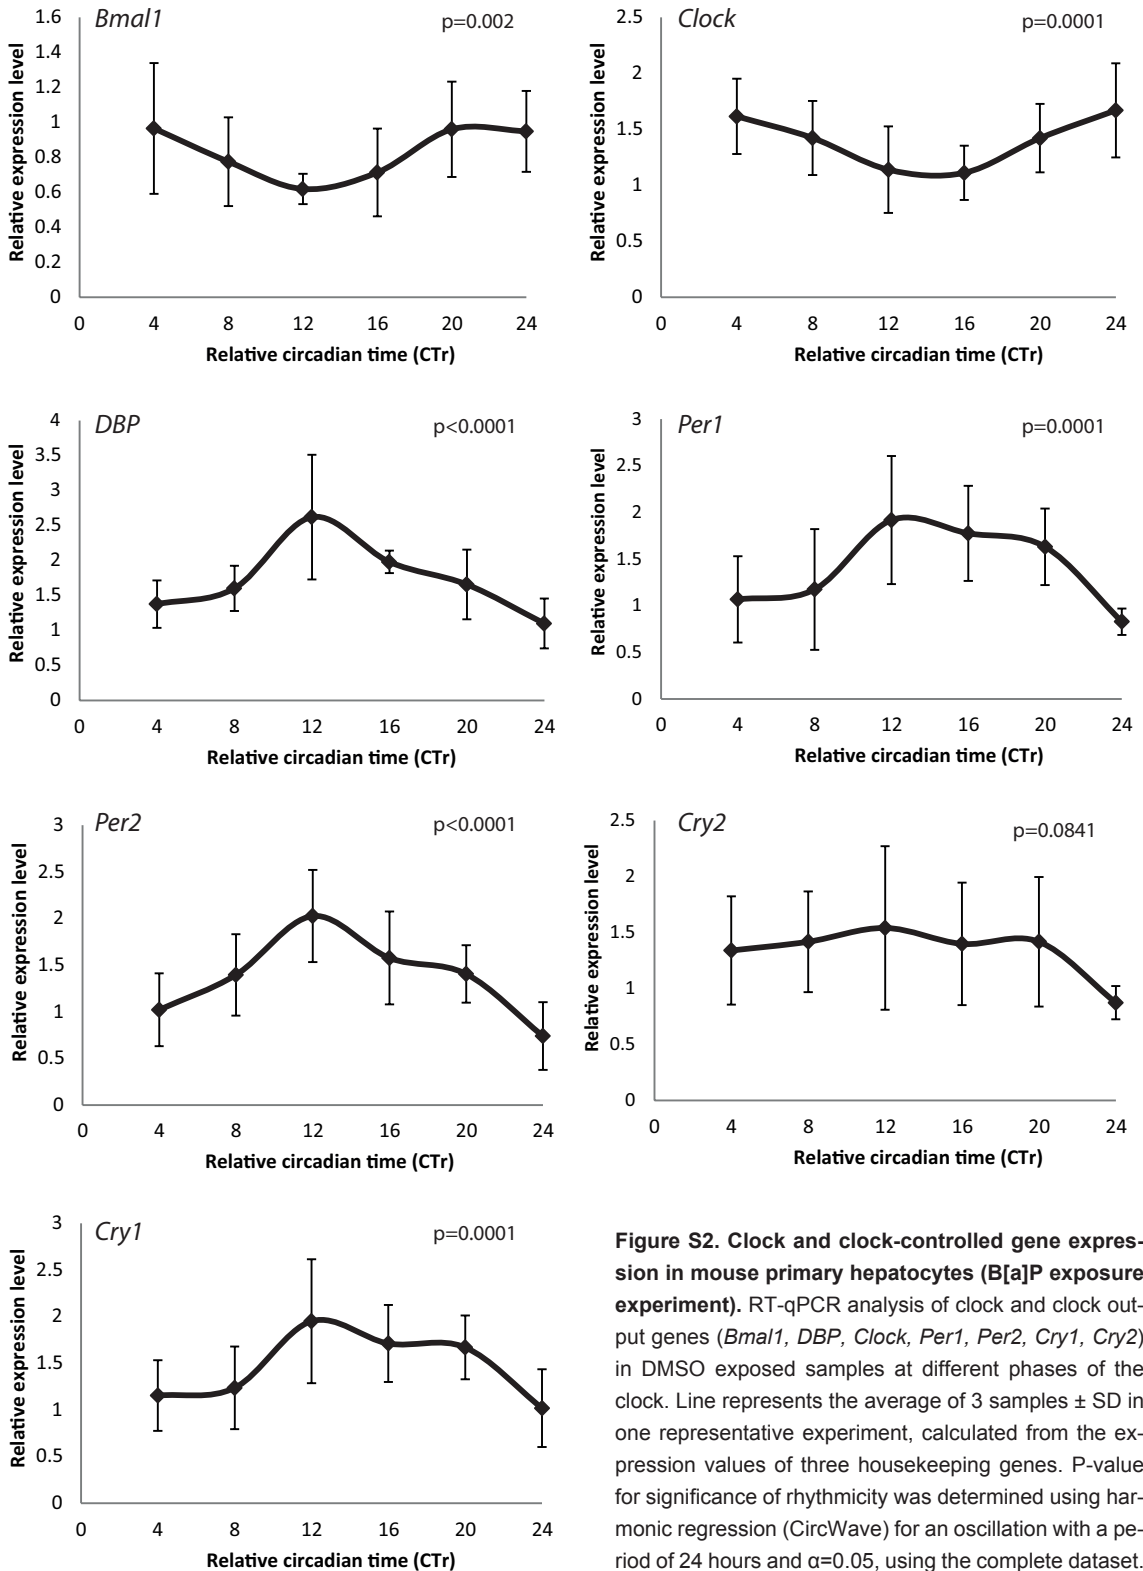 Bmal1
p=0.002
1.6
1.4
1.2
1
0.8
0.6
0.4
0.2
0
Relative expression level
0 4 8 12 16 20 24
Relative circadian time (CTr)
Clock
p=0.0001
2.5
2
1.5
1
0.5
0
Relative expression level
0 4 8 12 16 20 24
Relative circadian time (CTr)
DBP
p<0.0001
4
3.5
3
2.5
2
1.5
1
0.5
0
Relative expression level
0 4 8 12 16 20 24
Relative circadian time (CTr)
Per1
p=0.0001
3
2.5
2
1.5
1
0.5
0
Relative expression level
0 4 8 12 16 20 24
Relative circadian time (CTr)
Per2
p<0.0001
3
2.5
2
1.5
1
0.5
0
Relative expression level
0 4 8 12 16 20 24
Relative circadian time (CTr)
Cry2
p=0.0841
2.5
2
1.5
1
0.5
0
Relative expression level
0 4 8 12 16 20 24
Relative circadian time (CTr)
Cry1
p=0.0001
3
2.5
2
1.5
1
0.5
0
Relative expression level
0 4 8 12 16 20 24
Relative circadian time (CTr)
Figure S2. Clock and clock-controlled gene expres-
sion in mouse primary hepatocytes (B[a]P exposure
experiment). RT-qPCR analysis of clock and clock out-
put genes (Bmal1, DBP, Clock, Per1, Per2, Cry1, Cry2)
in DMSO exposed samples at different phases of the
clock. Line represents the average of 3 samples ± SD in
one representative experiment, calculated from the ex-
pression values of three housekeeping genes. P-value
for significance of rhythmicity was determined using har-
monic regression (CircWave) for an oscillation with a pe-
riod of 24 hours and α=0.05, using the complete dataset.